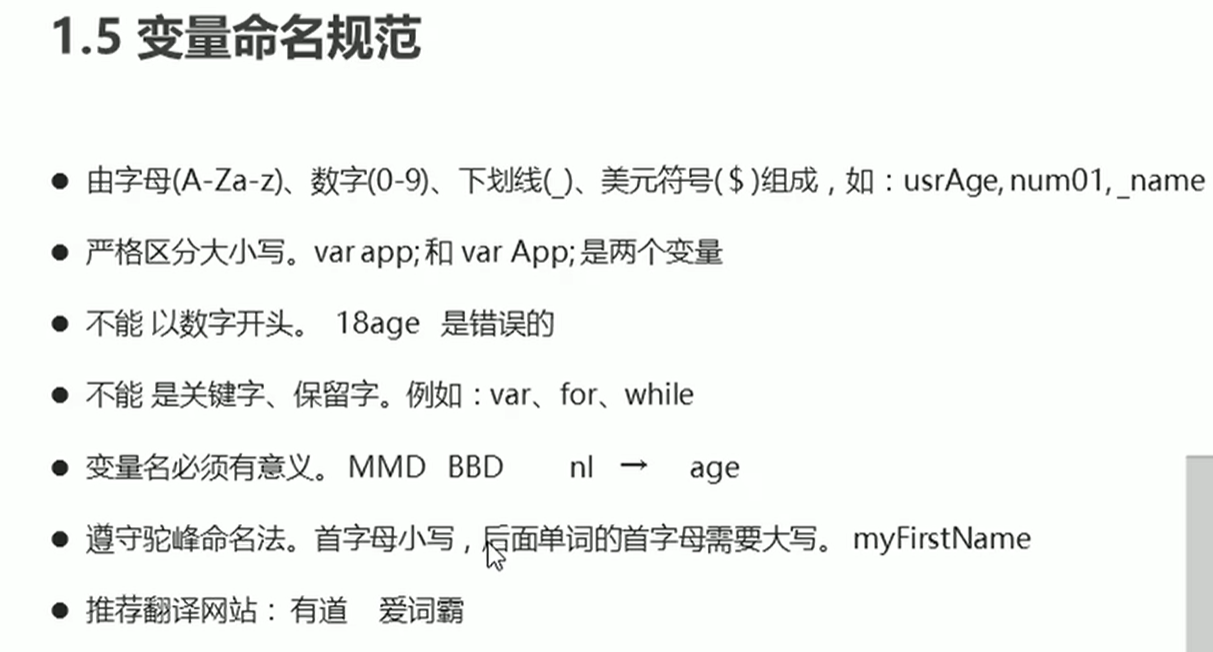 1.5 变量命名规范
● 由字母(A-Za-z)、数字(0-9)、下划线(_)、美元符号( $ )组成，如：usrAge, num01, _name
● 严格区分大小写。var app; 和 var App; 是两个变量
● 不能 以数字开头。 18age 是错误的
● 不能 是关键字、保留字。例如：var、for、while
● 变量名必须有意义。 MMD BBD nl → age
● 遵守驼峰命名法。首字母小写，后面单词的首字母需要大写。 myFirstName
● 推荐翻译网站： 有道 爱词霸